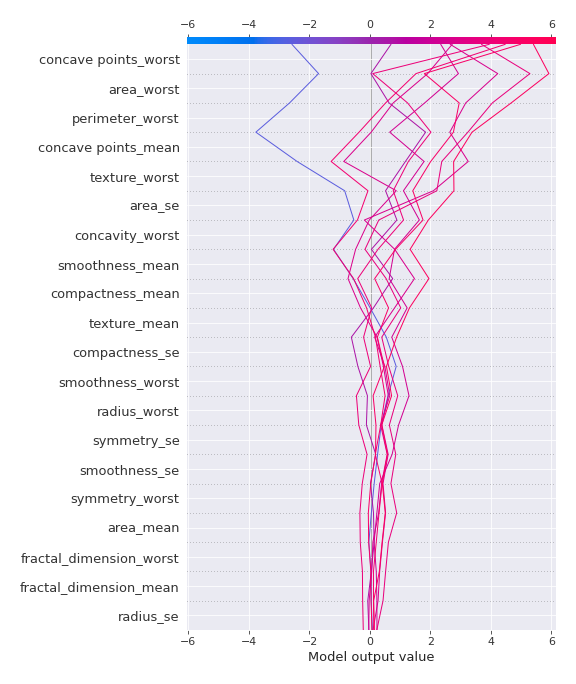 −6 −4 −2 0 2 4 6
concave points_worst
area_worst
perimeter_worst
concave points_mean
texture_worst
area_se
concavity_worst
smoothness_mean
compactness_mean
texture_mean
compactness_se
smoothness_worst
radius_worst
symmetry_se
smoothness_se
symmetry_worst
area_mean
fractal_dimension_worst
fractal_dimension_mean
radius_se
−6 −4 −2 0 2 4 6
Model output value